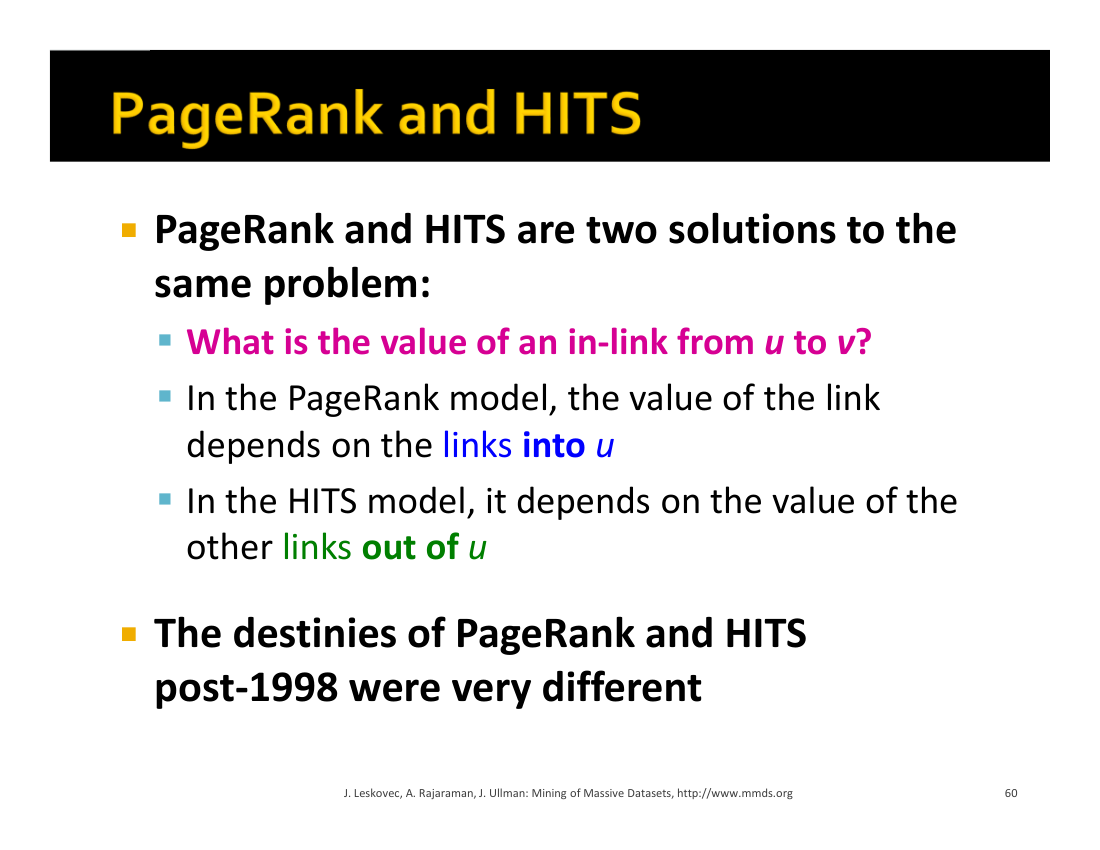 PageRank and HITS
PageRank and HITS are two solutions to the
same problem:
What is the value of an in-link from u to v?
In the PageRank model, the value of the link
depends on the links into u
In the HITS model, it depends on the value of the
other links out of u
The destinies of PageRank and HITS
post-1998 were very different
J. Leskovec, A. Rajaraman, J. Ullman: Mining of Massive Datasets, http://www.mmds.org
60